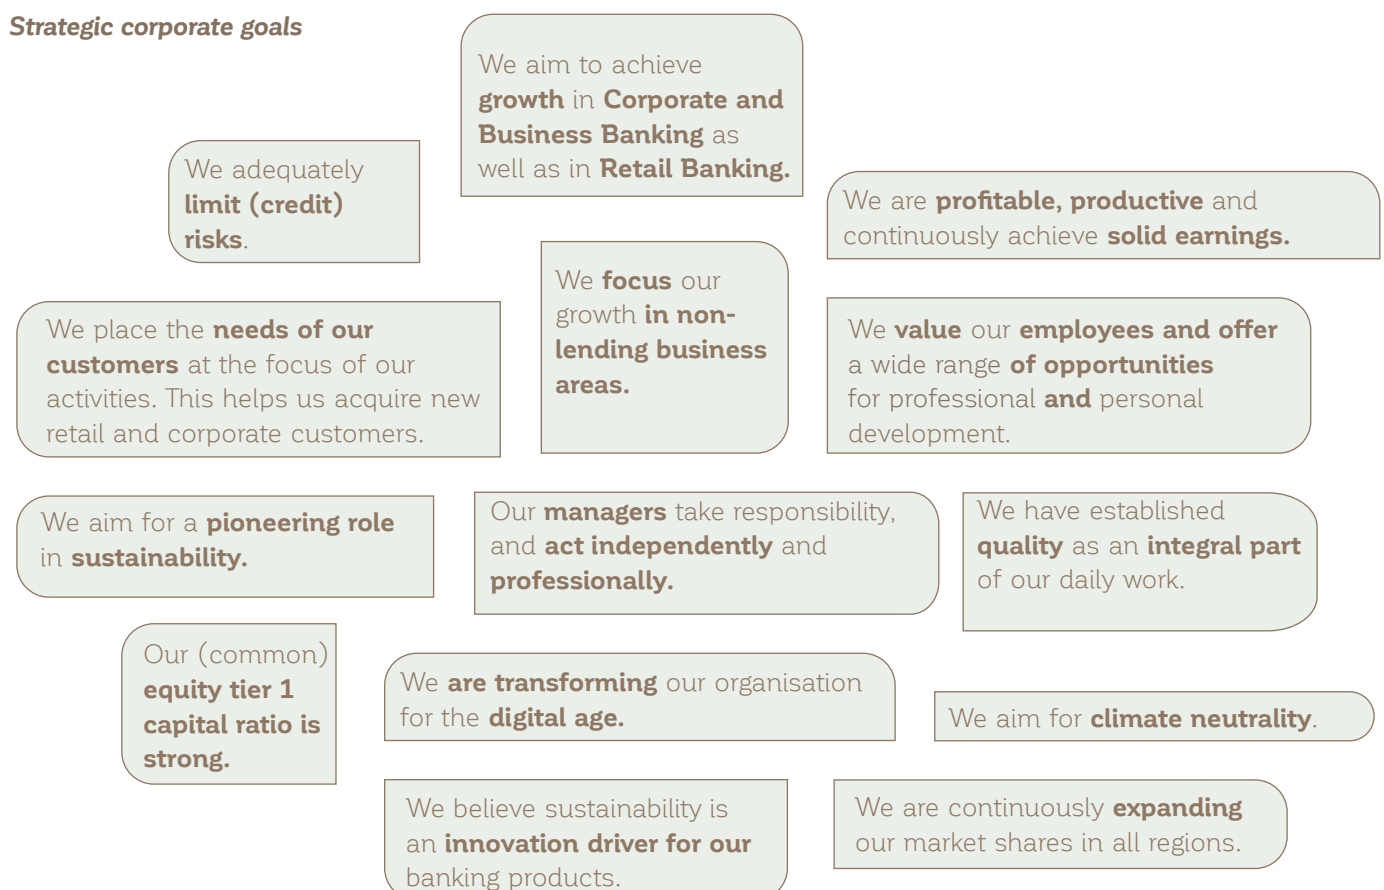 Strategic corporate goals
We aim to achieve
growth in Corporate and
Business Banking as
well as in Retail Banking.
We adequately
limit (credit)
risks.
We are profitable, productive and
continuously achieve solid earnings.
We place the needs of our
customers at the focus of our
activities. This helps us acquire new
retail and corporate customers.
We focus our
growth in non-
lending business
areas.
We value our employees and offer
a wide range of opportunities
for professional and personal
development.
We aim for a pioneering role
in sustainability.
Our managers take responsibility,
and act independently and
professionally.
We have established
quality as an integral part
of our daily work.
Our (common)
equity tier 1
capital ratio is
strong.
We are transforming our organisation
for the digital age.
We aim for climate neutrality.
We believe sustainability is
an innovation driver for our
banking products.
We are continuously expanding
our market shares in all regions.